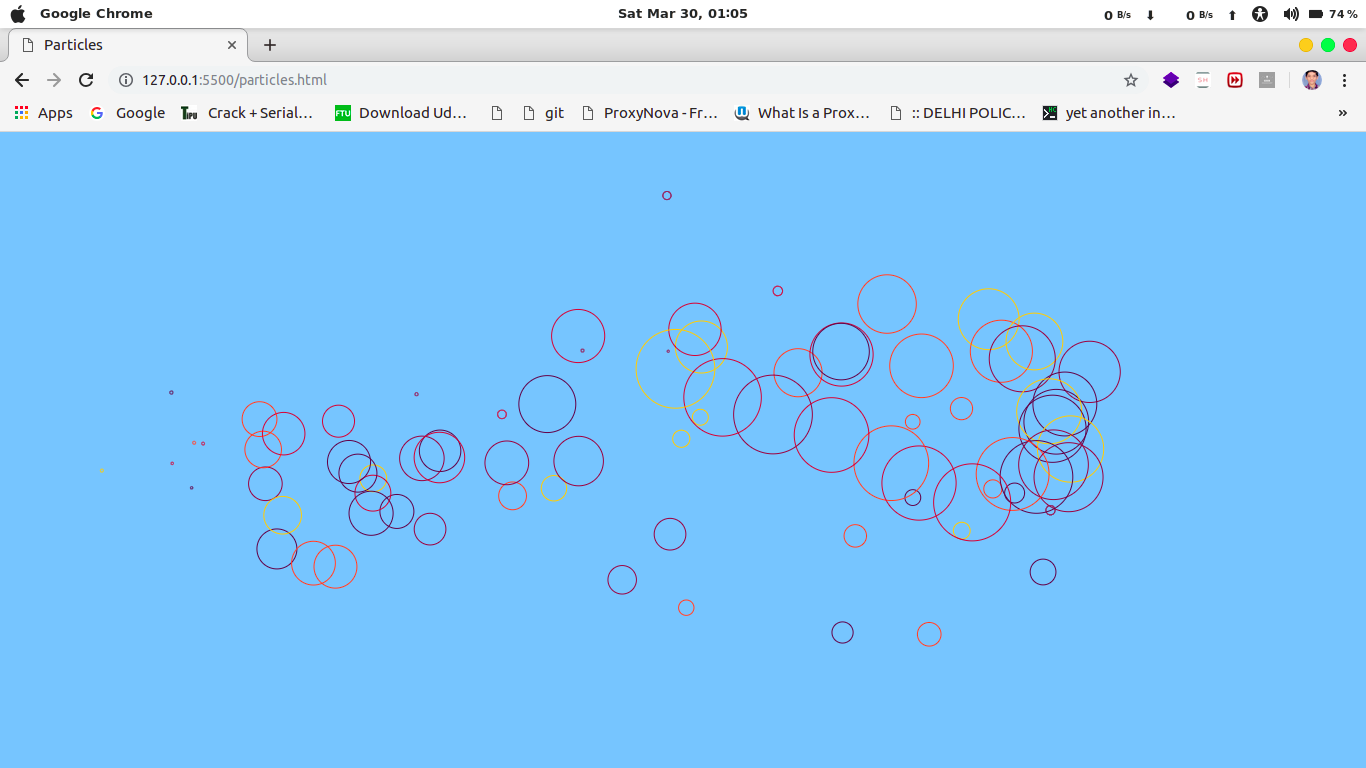 Google Chrome Sat Mar 30, 01:05 0 B/s ⬇ 0 B/s ⬆ 74 %
Particles
127.0.0.1:5500/particles.html
Apps Google Crack + Serial… FTU Download Ud… git ProxyNova - Fr… What Is a Prox… :: DELHI POLIC… yet another in… »